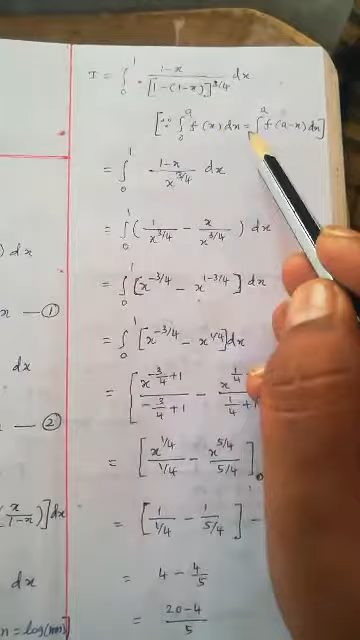 I = ∫₀¹ (1-x)/[1-(1-x)]^{3/4} dx
[∵ ∫₀ᵃ f(x)dx = ∫₀ᵃ f(a-x)dx]
= ∫₀¹ (1-x)/x^{3/4} dx
) dx
= ∫₀¹ (1/x^{3/4} - x/x^{3/4}) dx
= ∫₀¹ [x^{-3/4} - x^{1-3/4}] dx
x —①
= ∫₀¹ [x^{-3/4} - x^{1/4}]dx
dx
= [x^{-3/4+1}/(-3/4+1) - x^{1/4+1}/(1/4+1)
—②
= [x^{1/4}/(1/4) - x^{5/4}/(5/4)]₀
(x/(1-x))]dx
= [1/(1/4) - 1/(5/4)] -
dx
= 4 - 4/5
n = log(mn)]
= (20-4)/5